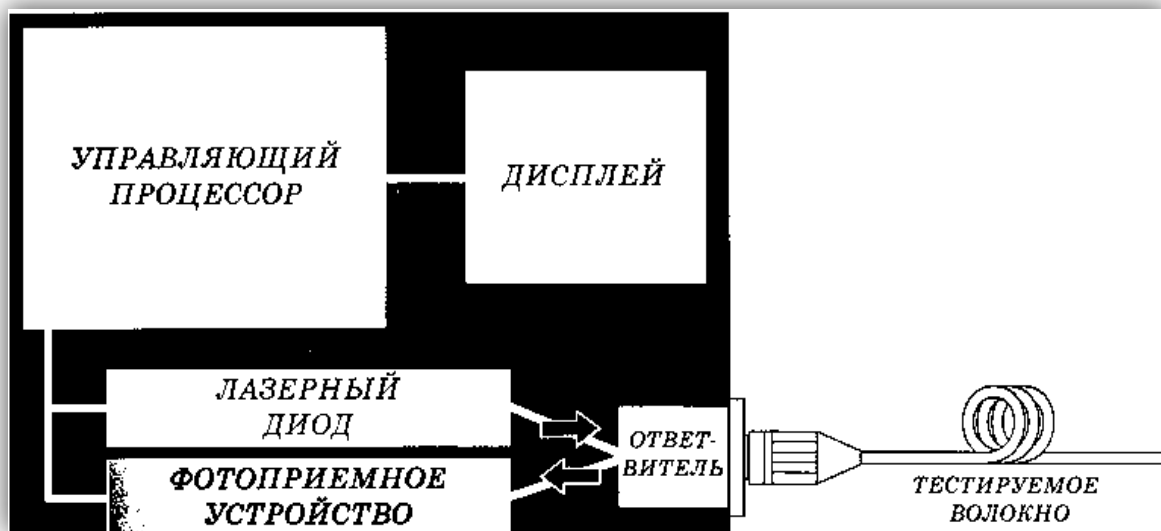 УПРАВЛЯЮЩИЙ
ПРОЦЕССОР
ДИСПЛЕЙ
ЛАЗЕРНЫЙ
ДИОД
ФОТОПРИЕМНОЕ
УСТРОЙСТВО
ОТВЕТ-
ВИТЕЛЬ
ТЕСТИРУЕМОЕ
ВОЛОКНО